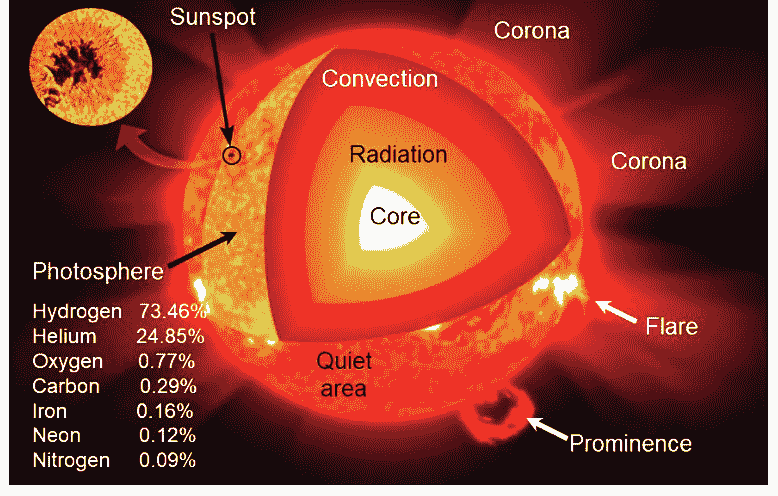 Sunspot
Corona
Convection
Radiation
Corona
Core
Photosphere
Hydrogen 73.46%
Helium 24.85%
Oxygen 0.77%
Carbon 0.29%
Iron 0.16%
Neon 0.12%
Nitrogen 0.09%
Flare
Quiet
area
Prominence